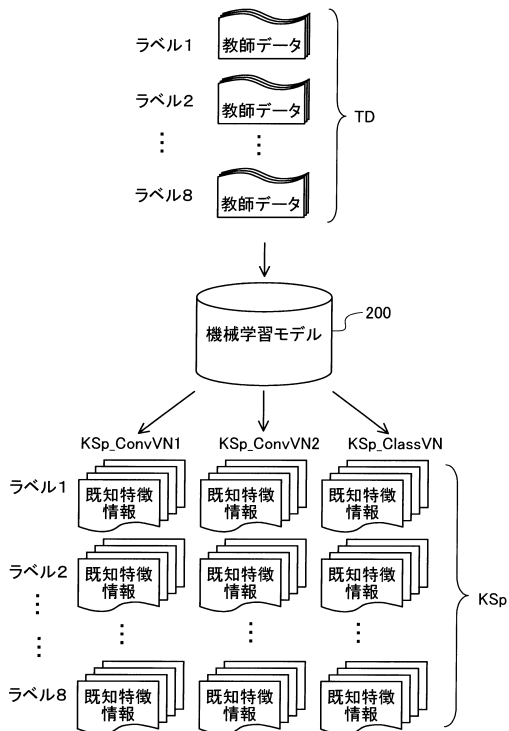 ラベル1
教師データ
ラベル2
教師データ
TD
ラベル8
教師データ
機械学習モデル
200
KSp_ConvVN1
KSp_ConvVN2
KSp_ClassVN
ラベル1
既知特徴
情報
既知特徴
情報
既知特徴
情報
ラベル2
既知特徴
情報
既知特徴
情報
既知特徴
情報
KSp
ラベル8
既知特徴
情報
既知特徴
情報
既知特徴
情報